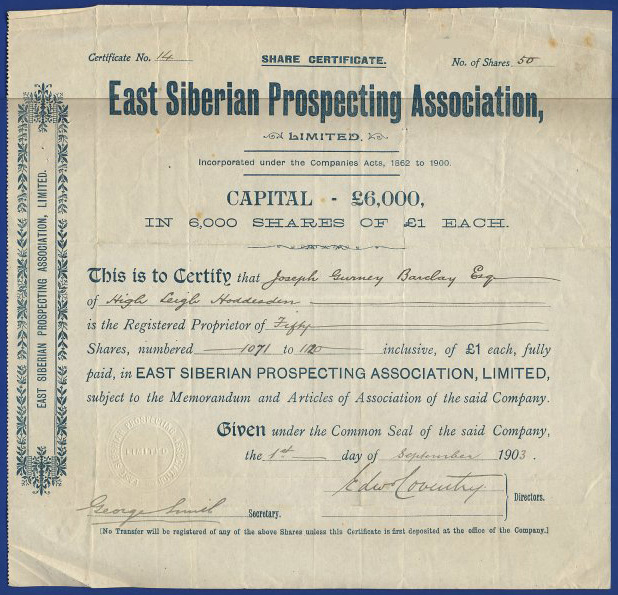 Certificate No. 14
SHARE CERTIFICATE.
No. of Shares 50
East Siberian Prospecting Association,
LIMITED.
Incorporated under the Companies Acts, 1862 to 1900.
CAPITAL - £6,000,
IN 6,000 SHARES OF £1 EACH.
This is to Certify that Joseph Gurney Barclay Esq
of High Leigh Hoddesden
is the Registered Proprietor of Fifty
Shares, numbered 1071 to 1120 inclusive, of £1 each, fully
paid, in EAST SIBERIAN PROSPECTING ASSOCIATION, LIMITED,
subject to the Memorandum and Articles of Association of the said Company.
Given under the Common Seal of the said Company,
the 1st day of September 1903.
Edw Coventry
Directors.
George Smith
Secretary.
[No Transfer will be registered of any of the above Shares unless this Certificate is first deposited at the office of the Company.]
EAST SIBERIAN PROSPECTING ASSOCIATION, LIMITED.
LIMITED